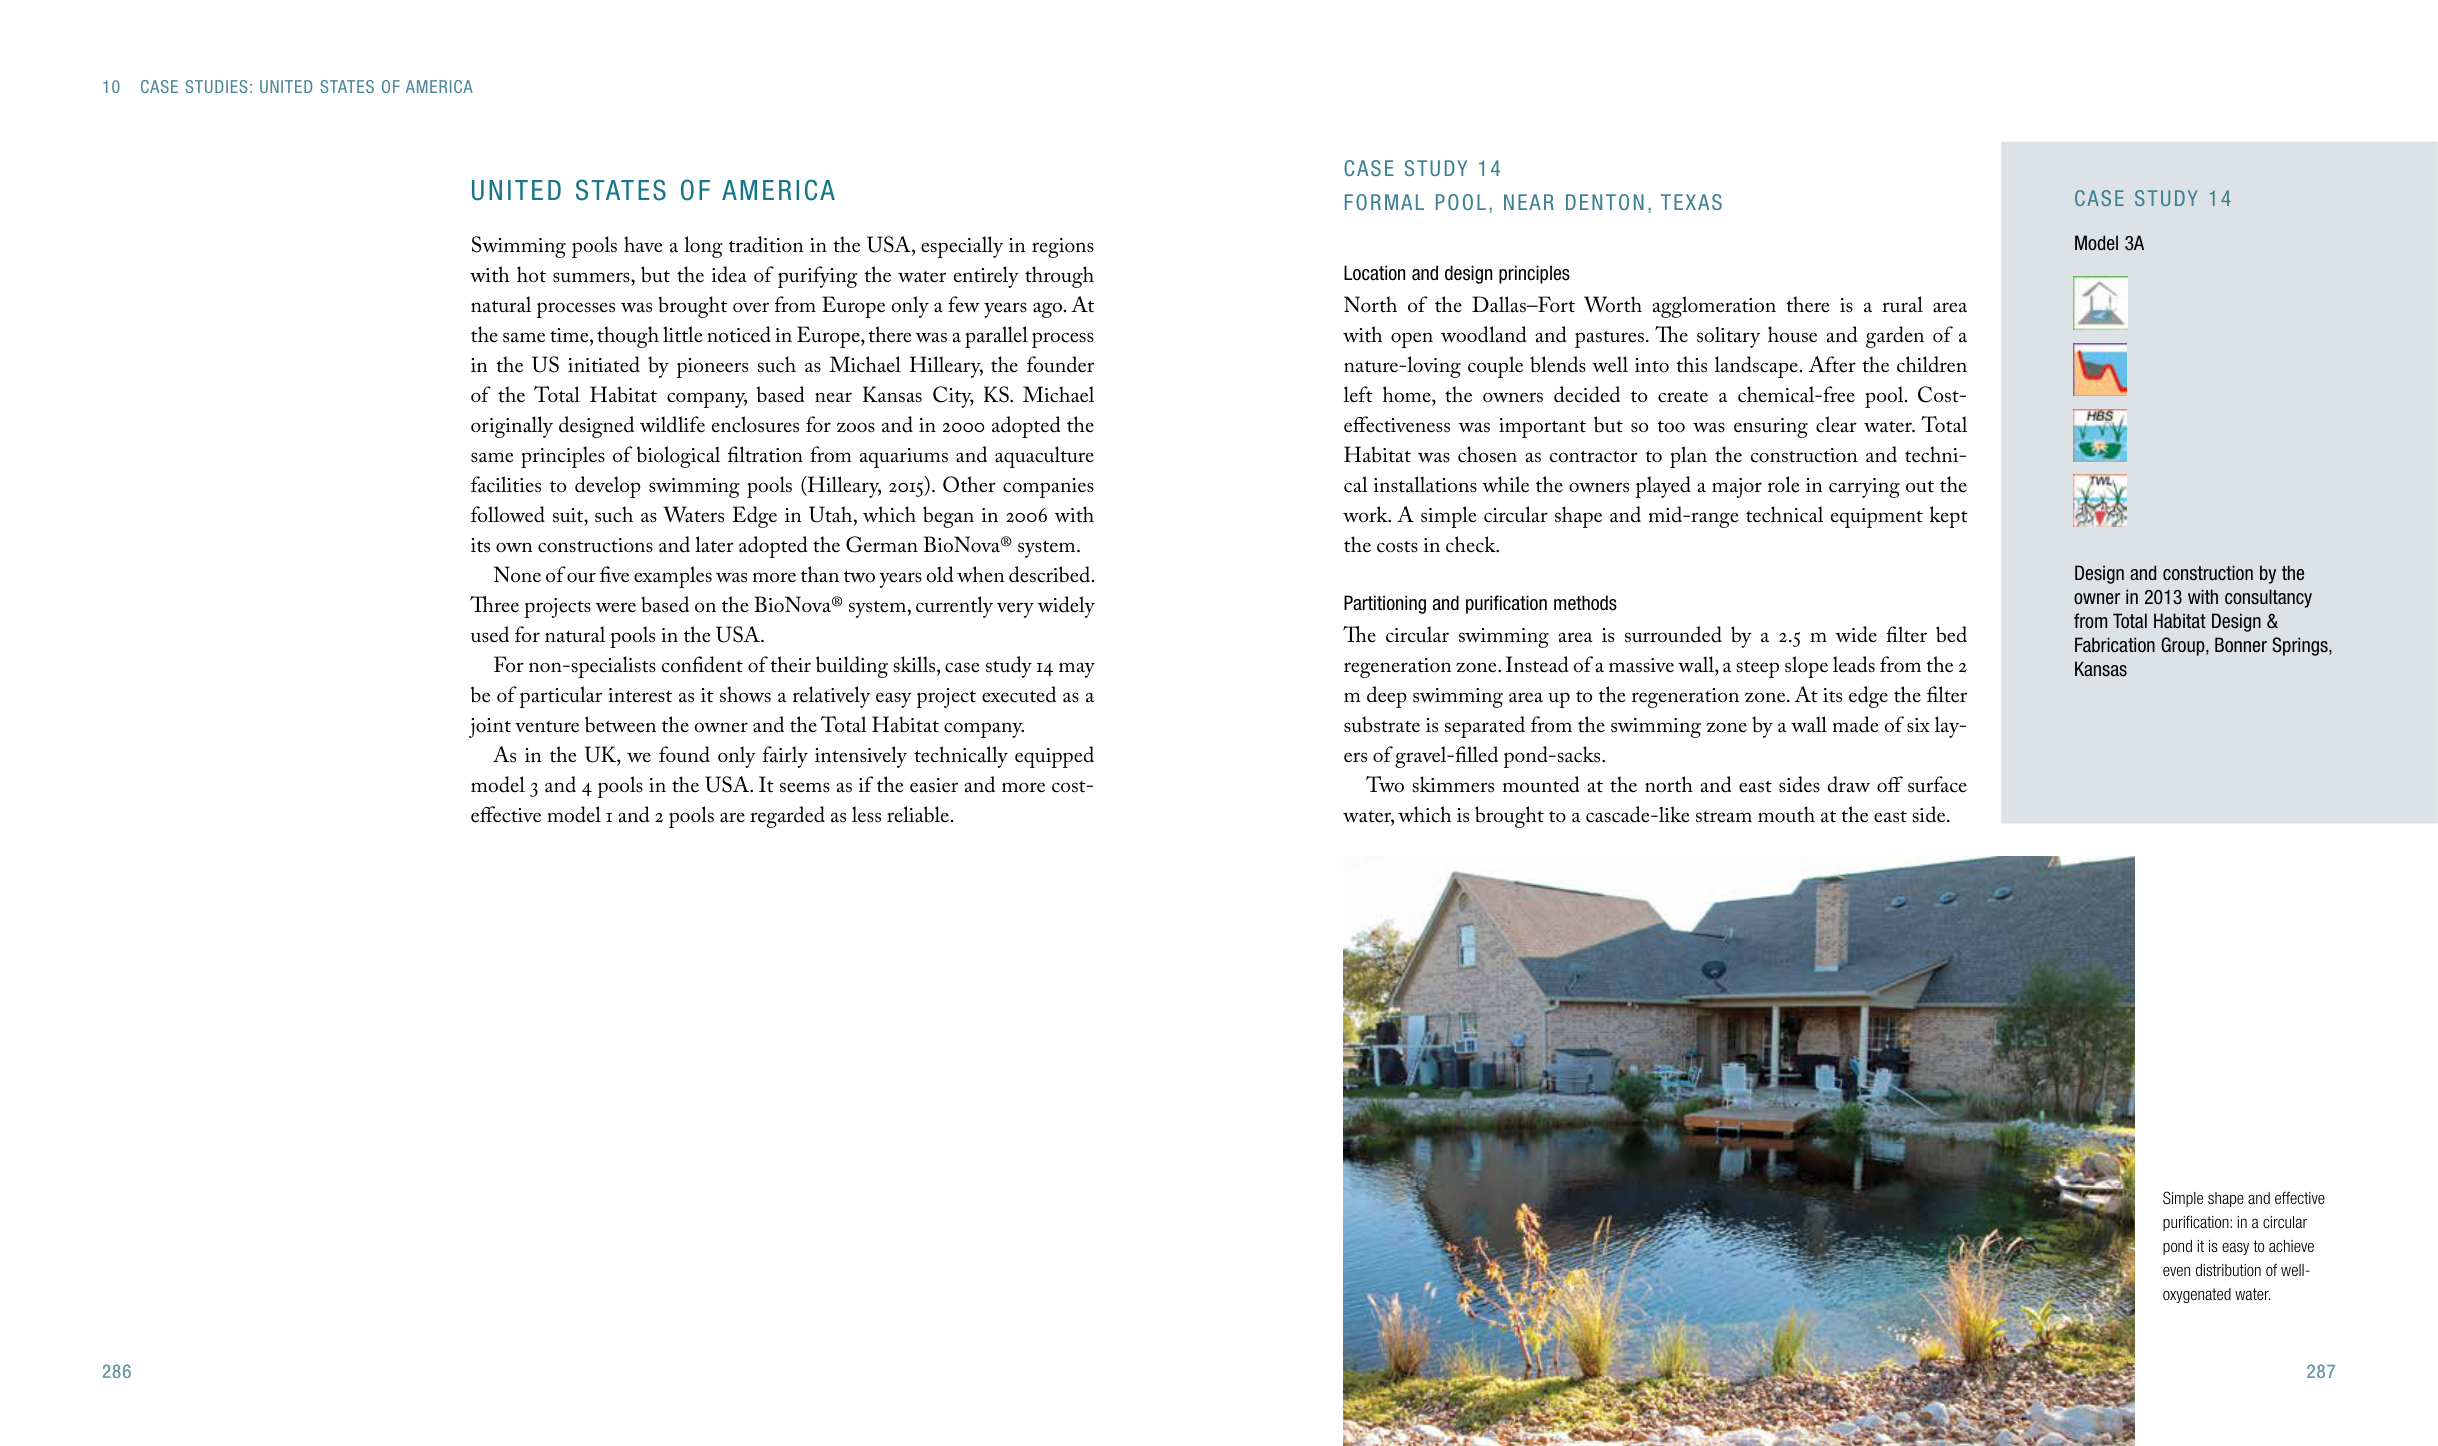 10 CASE STUDIES: UNITED STATES OF AMERICA
UNITED STATES OF AMERICA
Swimming pools have a long tradition in the USA, especially in regions
with hot summers, but the idea of purifying the water entirely through
natural processes was brought over from Europe only a few years ago. At
the same time, though little noticed in Europe, there was a parallel process
in the US initiated by pioneers such as Michael Hilleary, the founder
of the Total Habitat company, based near Kansas City, KS. Michael
originally designed wildlife enclosures for zoos and in 2000 adopted the
same principles of biological filtration from aquariums and aquaculture
facilities to develop swimming pools (Hilleary, 2015). Other companies
followed suit, such as Waters Edge in Utah, which began in 2006 with
its own constructions and later adopted the German BioNova® system.
None of our five examples was more than two years old when described.
Three projects were based on the BioNova® system, currently very widely
used for natural pools in the USA.
For non-specialists confident of their building skills, case study 14 may
be of particular interest as it shows a relatively easy project executed as a
joint venture between the owner and the Total Habitat company.
As in the UK, we found only fairly intensively technically equipped
model 3 and 4 pools in the USA. It seems as if the easier and more cost-
effective model 1 and 2 pools are regarded as less reliable.
286
CASE STUDY 14
FORMAL POOL, NEAR DENTON, TEXAS
Location and design principles
North of the Dallas–Fort Worth agglomeration there is a rural area
with open woodland and pastures. The solitary house and garden of a
nature-loving couple blends well into this landscape. After the children
left home, the owners decided to create a chemical-free pool. Cost-
effectiveness was important but so too was ensuring clear water. Total
Habitat was chosen as contractor to plan the construction and techni-
cal installations while the owners played a major role in carrying out the
work. A simple circular shape and mid-range technical equipment kept
the costs in check.
Partitioning and purification methods
The circular swimming area is surrounded by a 2.5 m wide filter bed
regeneration zone. Instead of a massive wall, a steep slope leads from the 2
m deep swimming area up to the regeneration zone. At its edge the filter
substrate is separated from the swimming zone by a wall made of six lay-
ers of gravel-filled pond-sacks.
Two skimmers mounted at the north and east sides draw off surface
water, which is brought to a cascade-like stream mouth at the east side.
CASE STUDY 14
Model 3A
HBS
TWL
Design and construction by the
owner in 2013 with consultancy
from Total Habitat Design &
Fabrication Group, Bonner Springs,
Kansas
Simple shape and effective
purification: in a circular
pond it is easy to achieve
even distribution of well-
oxygenated water.
287